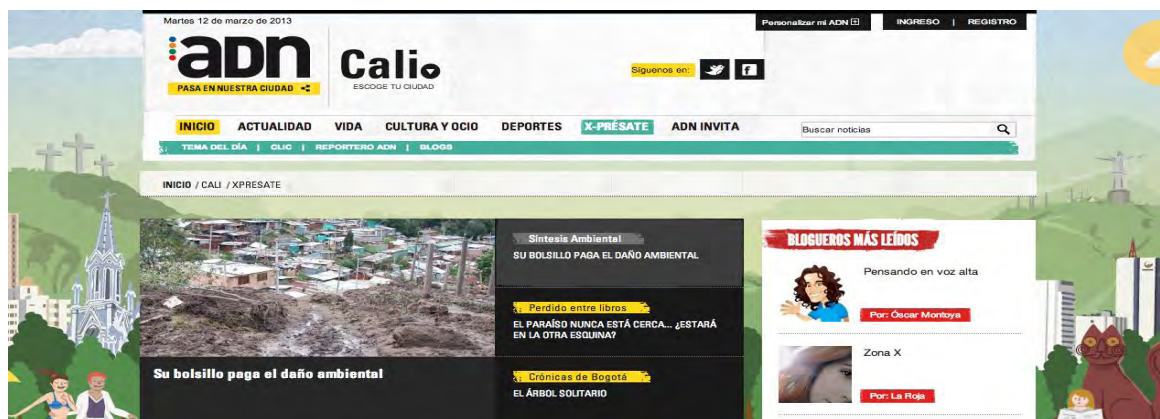 Martes 12 de marzo de 2013
Personalizar mi ADN
INGRESO | REGISTRO
adn
PASA EN NUESTRA CIUDAD
Cali
ESCOGE TU CIUDAD
Síguenos en:
INICIO ACTUALIDAD VIDA CULTURA Y OCIO DEPORTES X-PRÉSATE ADN INVITA
Buscar noticias
TEMA DEL DÍA | CLIC | REPORTERO ADN | BLOGS
INICIO / CALI / XPRESATE
Síntesis Ambiental
SU BOLSILLO PAGA EL DAÑO AMBIENTAL
Perdido entre libros
EL PARAÍSO NUNCA ESTÁ CERCA... ¿ESTARÁ
EN LA OTRA ESQUINA?
Crónicas de Bogotá
EL ÁRBOL SOLITARIO
Su bolsillo paga el daño ambiental
BLOGUEROS MÁS LEÍDOS
Pensando en voz alta
Por: Óscar Montoya
Zona X
Por: La Roja